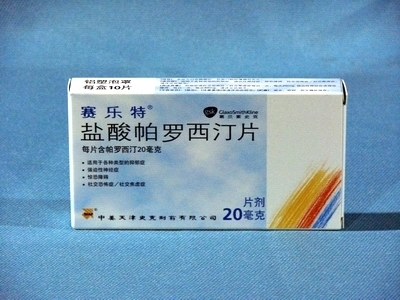 铝塑泡罩
每盒10片
赛乐特®
GlaxoSmithKline
葛兰素史克
盐酸帕罗西汀片
每片含帕罗西汀20毫克
• 适用于各种类型的抑郁症
• 强迫性神经症
• 惊恐障碍
• 社交恐怖症/社交焦虑症
片剂
20毫克
中美天津史克制药有限公司